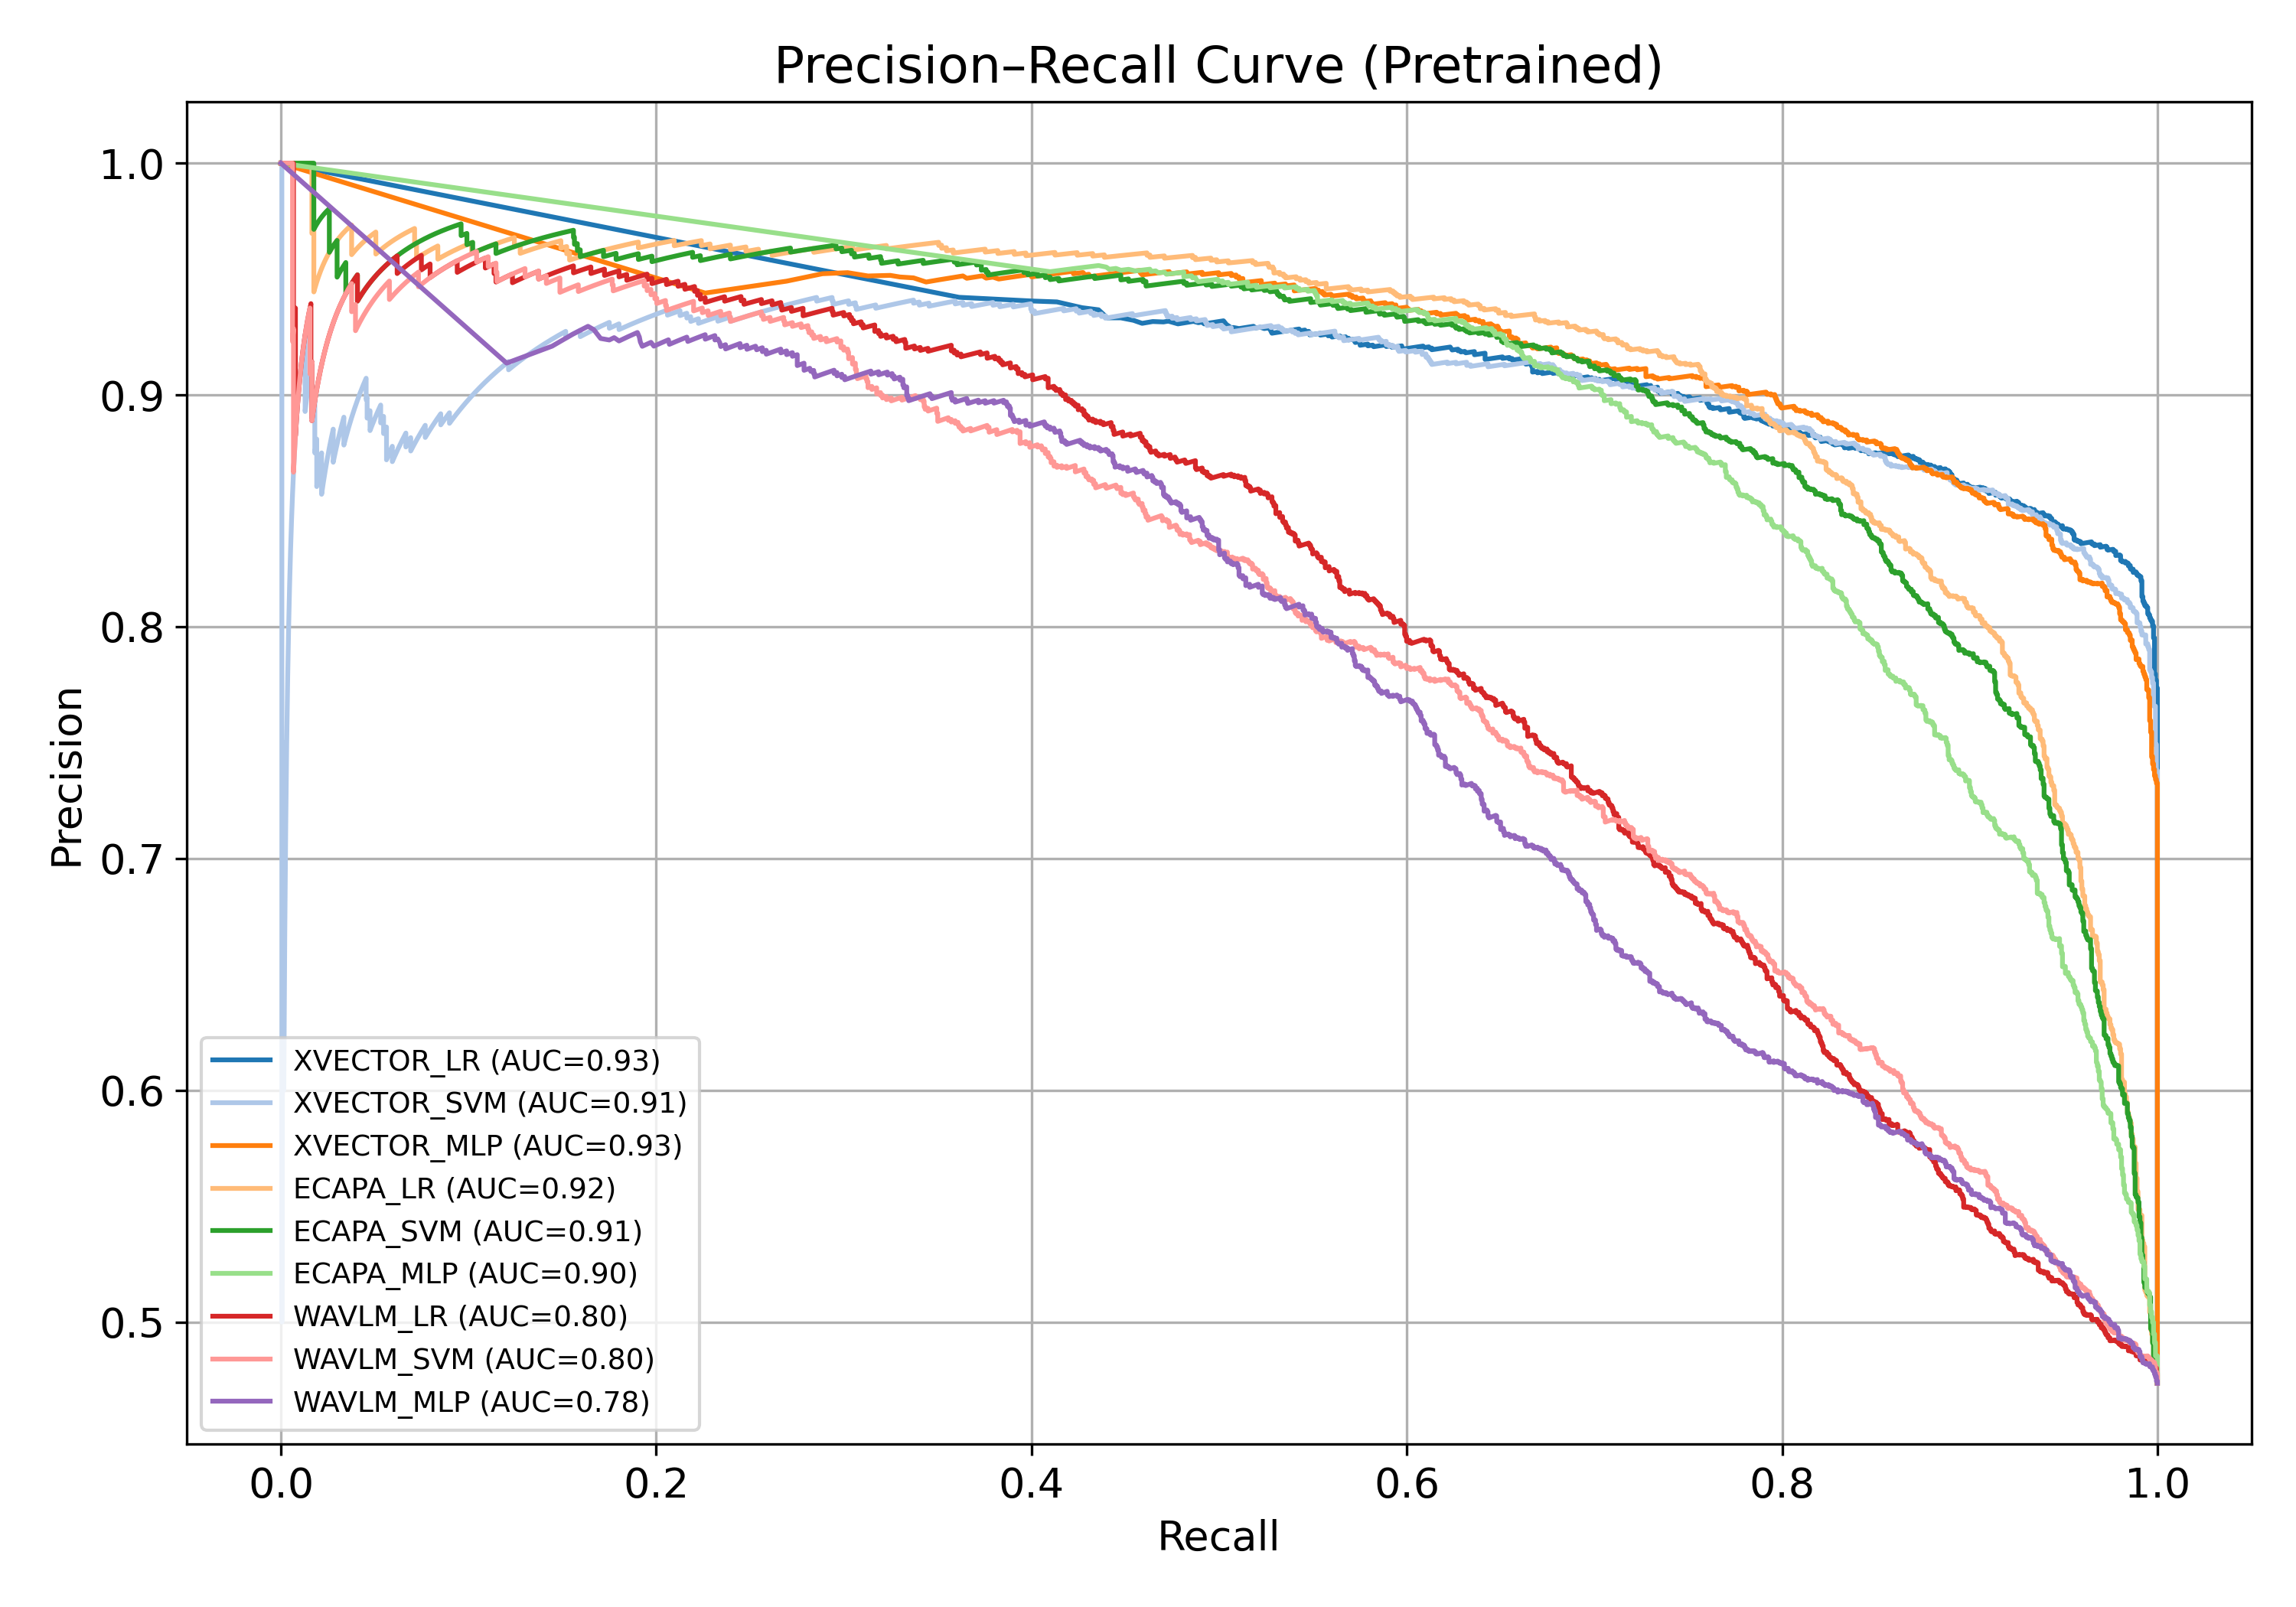 Precision–Recall Curve (Pretrained)
1.0
0.9
0.8
0.7
0.6
0.5
Precision
XVECTOR_LR (AUC=0.93)
XVECTOR_SVM (AUC=0.91)
XVECTOR_MLP (AUC=0.93)
ECAPA_LR (AUC=0.92)
ECAPA_SVM (AUC=0.91)
ECAPA_MLP (AUC=0.90)
WAVLM_LR (AUC=0.80)
WAVLM_SVM (AUC=0.80)
WAVLM_MLP (AUC=0.78)
0.0 0.2 0.4 0.6 0.8 1.0
Recall